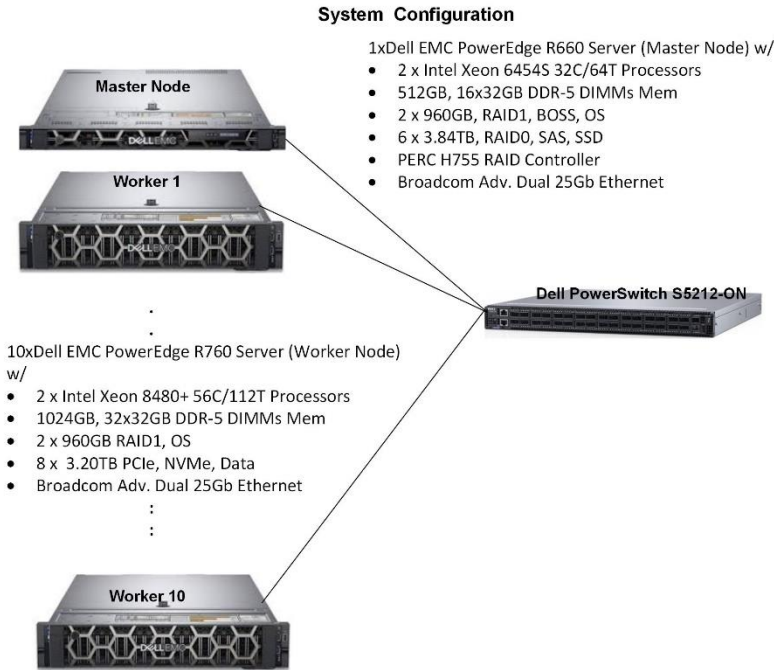 System Configuration
1xDell EMC PowerEdge R660 Server (Master Node) w/
• 2 x Intel Xeon 6454S 32C/64T Processors
• 512GB, 16x32GB DDR-5 DIMMs Mem
• 2 x 960GB, RAID1, BOSS, OS
• 6 x 3.84TB, RAID0, SAS, SSD
• PERC H755 RAID Controller
• Broadcom Adv. Dual 25Gb Ethernet
Master Node
DELLEMC
Worker 1
DELLEMC
Dell PowerSwitch S5212-ON
.
.
10xDell EMC PowerEdge R760 Server (Worker Node)
w/
• 2 x Intel Xeon 8480+ 56C/112T Processors
• 1024GB, 32x32GB DDR-5 DIMMs Mem
• 2 x 960GB RAID1, OS
• 8 x 3.20TB PCIe, NVMe, Data
• Broadcom Adv. Dual 25Gb Ethernet
:
:
Worker 10
DELLEMC